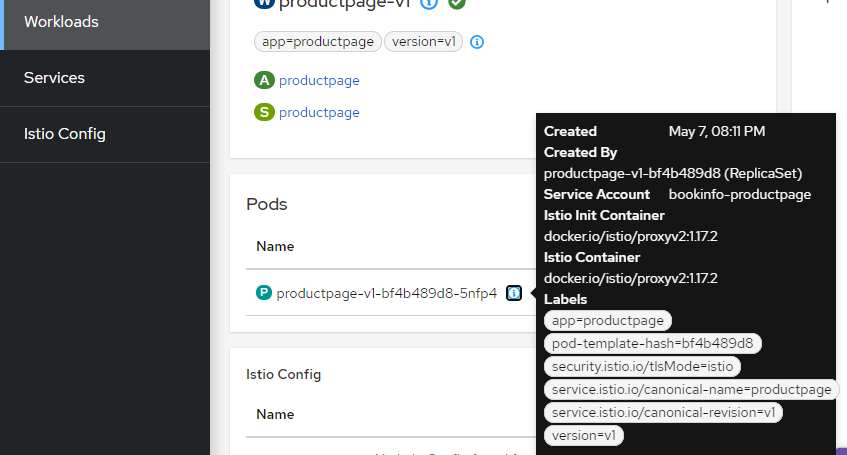 Workloads
Services
Istio Config
W productpage-v1
app=productpage version=v1
A productpage
S productpage
Pods
Name
P productpage-v1-bf4b489d8-5nfp4
Istio Config
Name
Created May 7, 08:11 PM
Created By
productpage-v1-bf4b489d8 (ReplicaSet)
Service Account bookinfo-productpage
Istio Init Container
docker.io/istio/proxyv2:1.17.2
Istio Container
docker.io/istio/proxyv2:1.17.2
Labels
app=productpage
pod-template-hash=bf4b489d8
security.istio.io/tlsMode=istio
service.istio.io/canonical-name=productpage
service.istio.io/canonical-revision=v1
version=v1